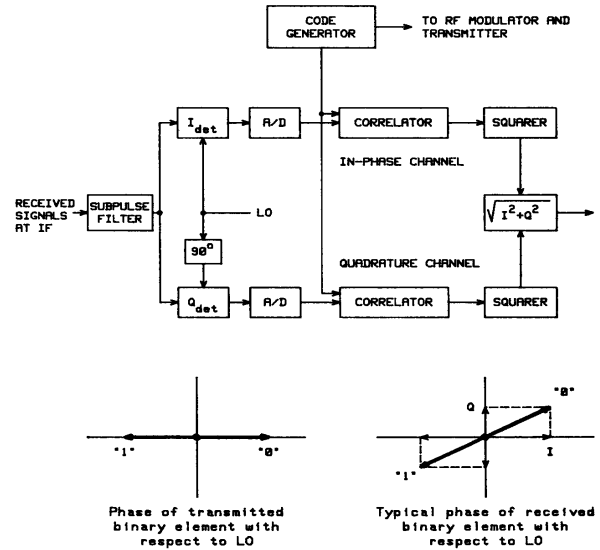 CODE
GENERATOR
TO RF MODULATOR AND
TRANSMITTER
I det
A/D
CORRELATOR
SQUARER
IN-PHASE CHANNEL
RECEIVED
SIGNALS
AT IF
SUBPULSE
FILTER
LO
√I²+Q²
90°
QUADRATURE CHANNEL
Q det
A/D
CORRELATOR
SQUARER
"1"
"0"
Phase of transmitted
binary element with
respect to LO
Q
"0"
I
"1"
Typical phase of received
binary element with
respect to LO